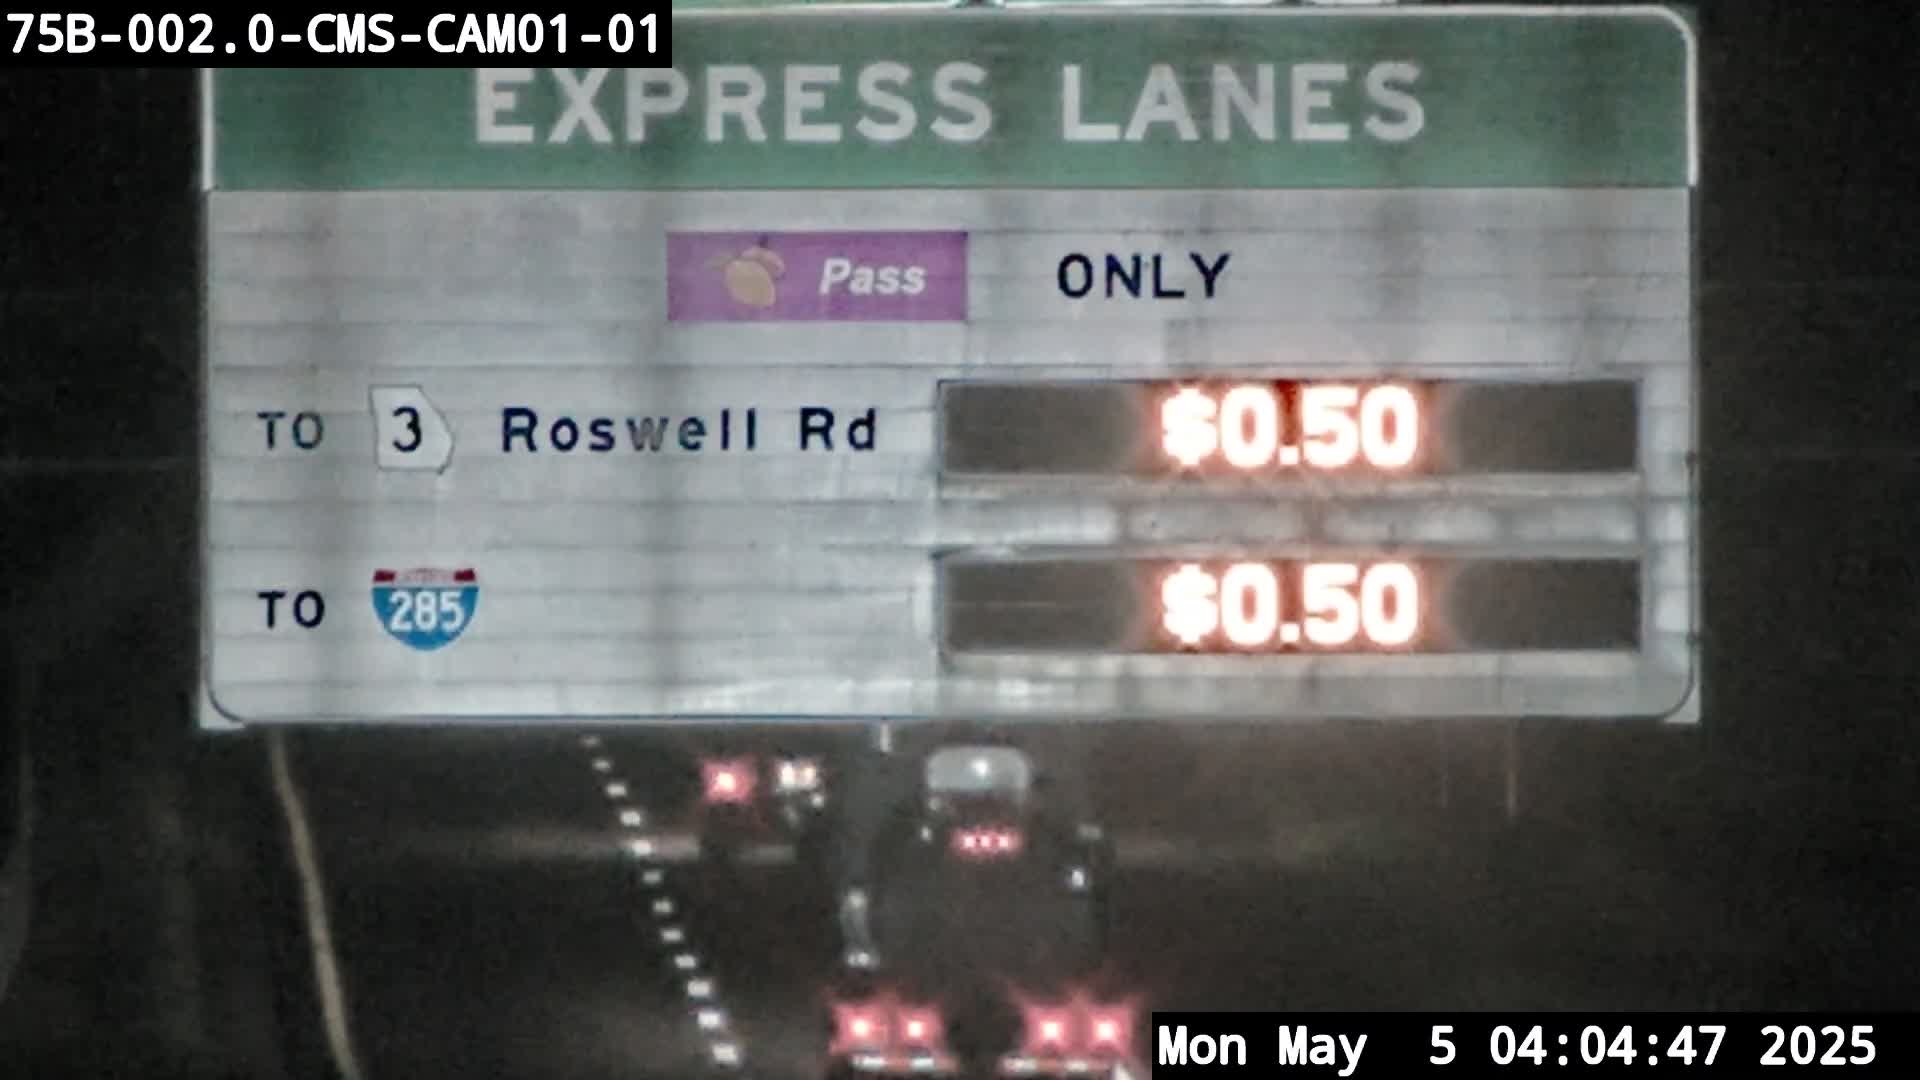 75B-002.0-CMS-CAM01-01
EXPRESS LANES
Pass ONLY
TO 3 Roswell Rd $0.50
TO 285 $0.50
Mon May 5 04:04:47 2025